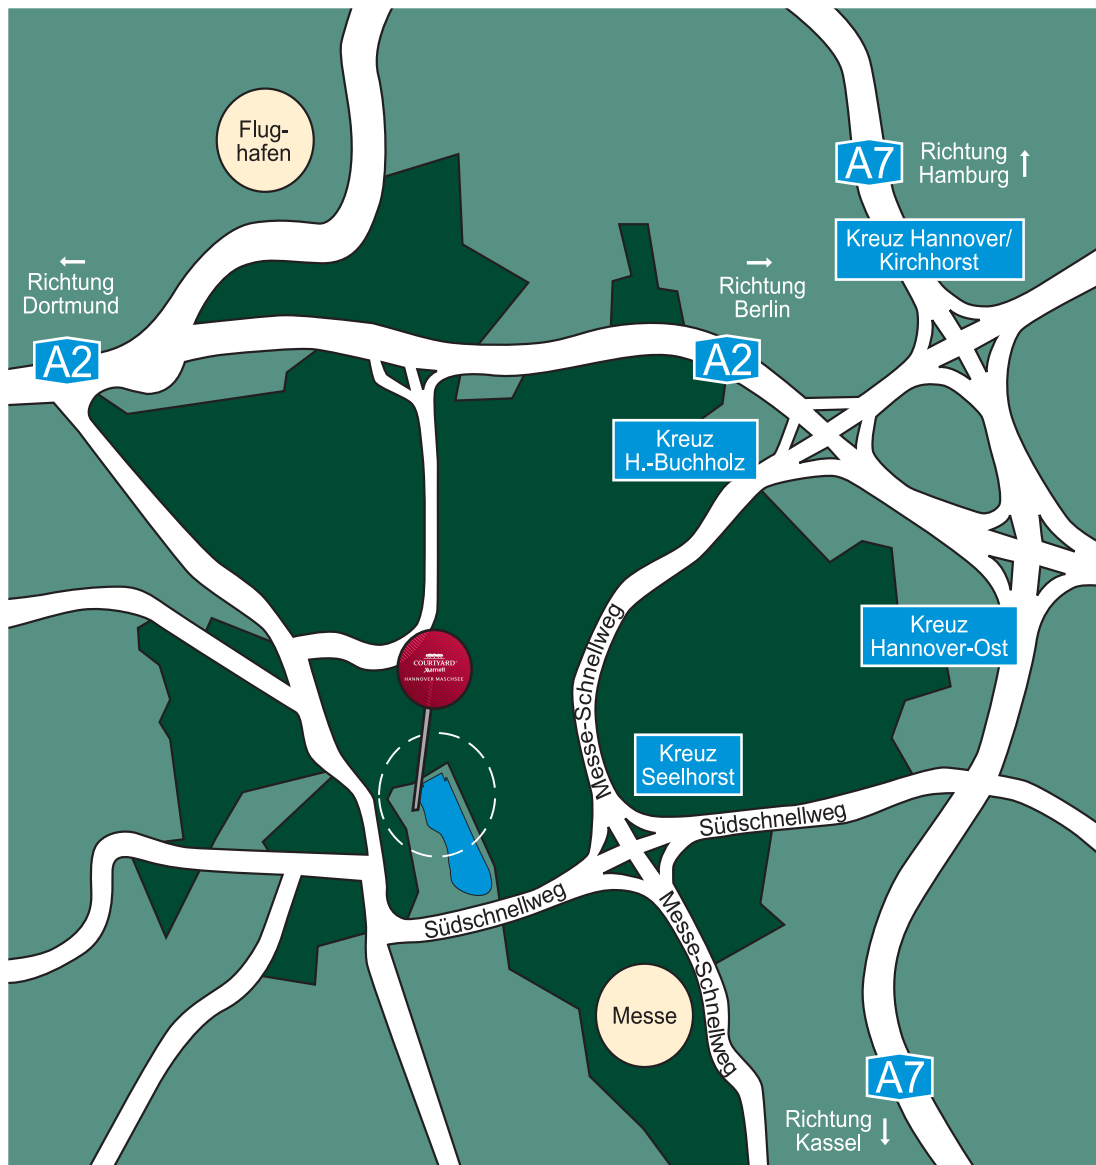 Flug-
hafen
A7
Richtung
Hamburg
Kreuz Hannover/
Kirchhorst
Richtung
Dortmund
A2
Richtung
Berlin
A2
Kreuz
H.-Buchholz
Kreuz
Hannover-Ost
Messe-Schnellweg
COURTYARD®
Marriott
HANNOVER MASCHSEE
Kreuz
Seelhorst
Südschnellweg
Südschnellweg
Messe-Schnellweg
Messe
A7
Richtung
Kassel